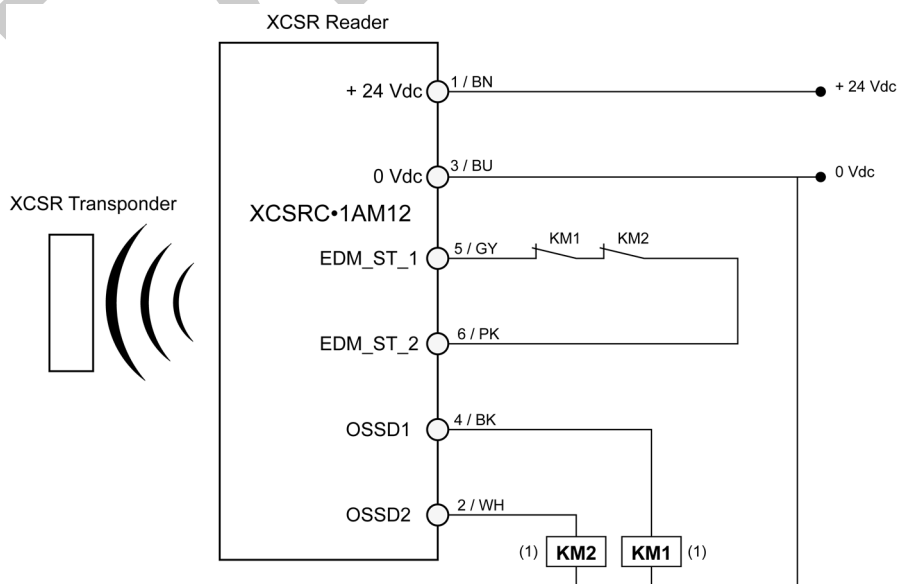 XCSR Reader
+ 24 Vdc
1 / BN
+ 24 Vdc
0 Vdc
3 / BU
0 Vdc
XCSR Transponder
XCSRC•1AM12
EDM_ST_1
5 / GY
KM1
KM2
EDM_ST_2
6 / PK
OSSD1
4 / BK
OSSD2
2 / WH
(1) KM2
KM1 (1)